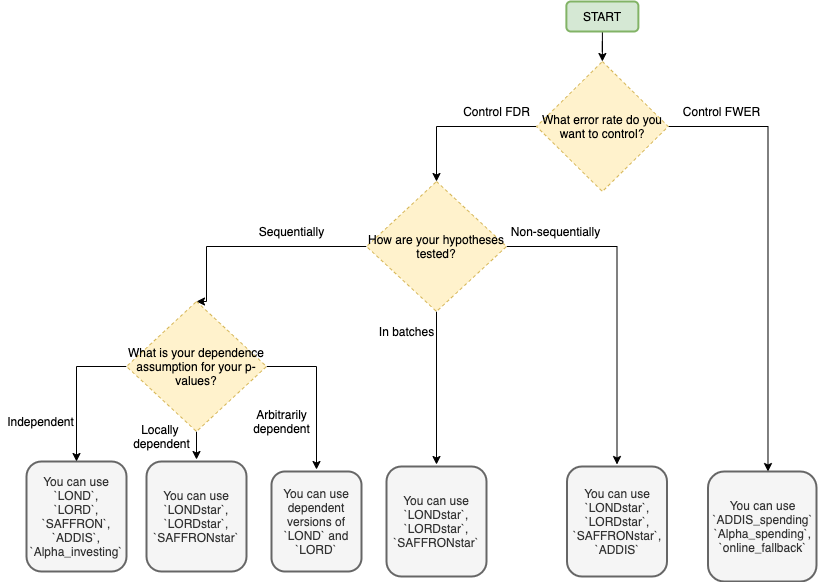 START
What error rate do you
want to control?
Control FDR
Control FWER
How are your hypotheses
tested?
Sequentially
Non-sequentially
In batches
What is your dependence
assumption for your p-
values?
Independent
Locally
dependent
Arbitrarily
dependent
You can use
`LOND`,
`LORD`,
`SAFFRON`,
`ADDIS`,
`Alpha_investing`
You can use
`LONDstar`,
`LORDstar`,
`SAFFRONstar`
You can use
dependent
versions of
`LOND` and
`LORD`
You can use
`LONDstar`,
`LORDstar`,
`SAFFRONstar`
You can use
`LONDstar`,
`LORDstar`,
`SAFFRONstar`,
`ADDIS`
You can use
`ADDIS_spending`
`Alpha_spending`,
`online_fallback`